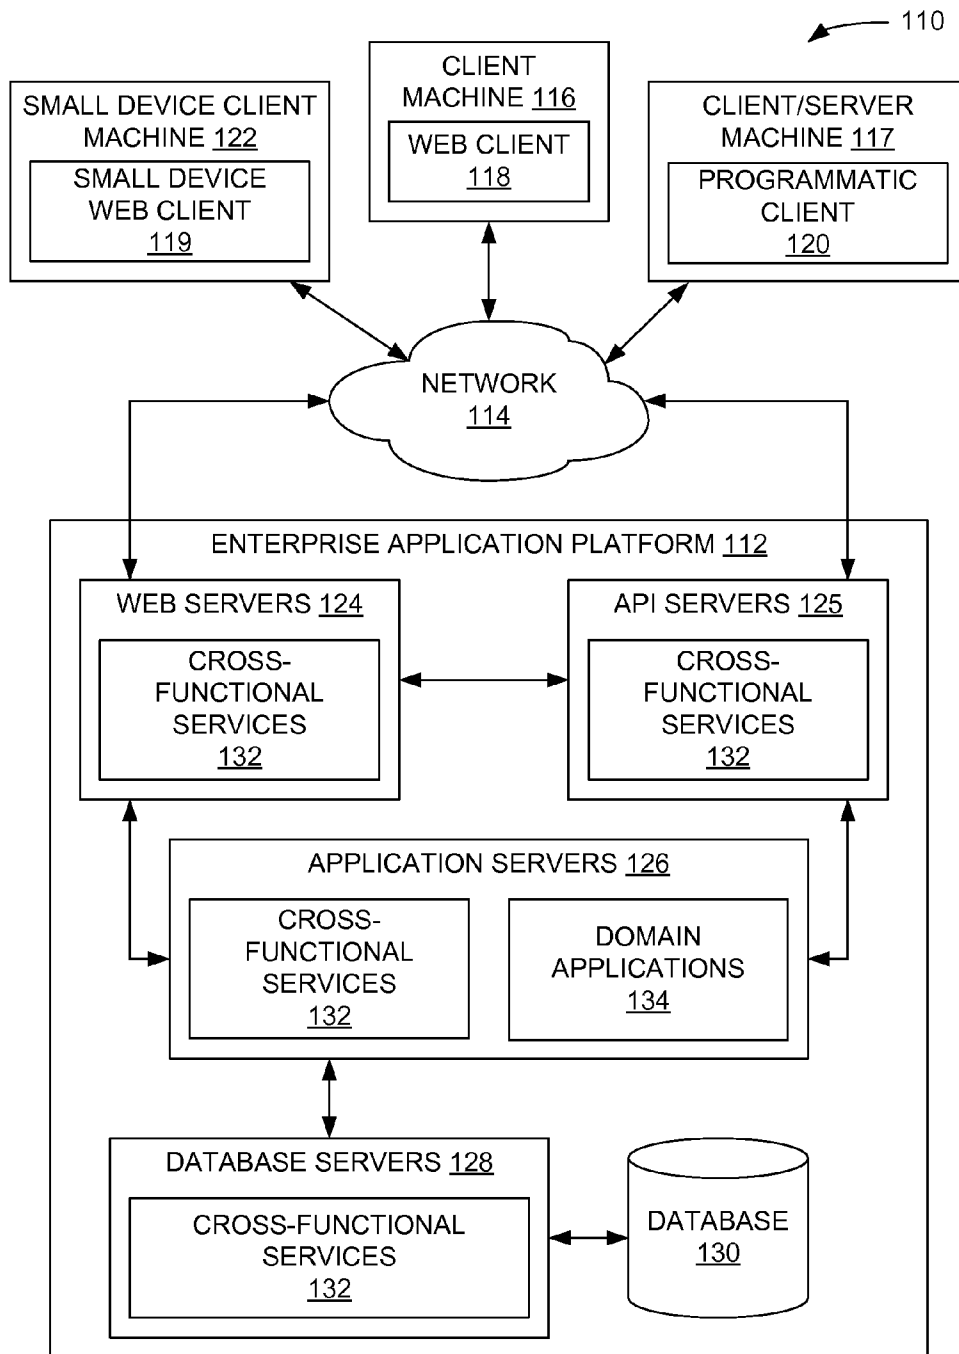 110
SMALL DEVICE CLIENT
MACHINE 122
SMALL DEVICE
WEB CLIENT
119
CLIENT
MACHINE 116
WEB CLIENT
118
CLIENT/SERVER
MACHINE 117
PROGRAMMATIC
CLIENT
120
NETWORK
114
ENTERPRISE APPLICATION PLATFORM 112
WEB SERVERS 124
CROSS-
FUNCTIONAL
SERVICES
132
API SERVERS 125
CROSS-
FUNCTIONAL
SERVICES
132
APPLICATION SERVERS 126
CROSS-
FUNCTIONAL
SERVICES
132
DOMAIN
APPLICATIONS
134
DATABASE SERVERS 128
CROSS-FUNCTIONAL
SERVICES
132
DATABASE
130